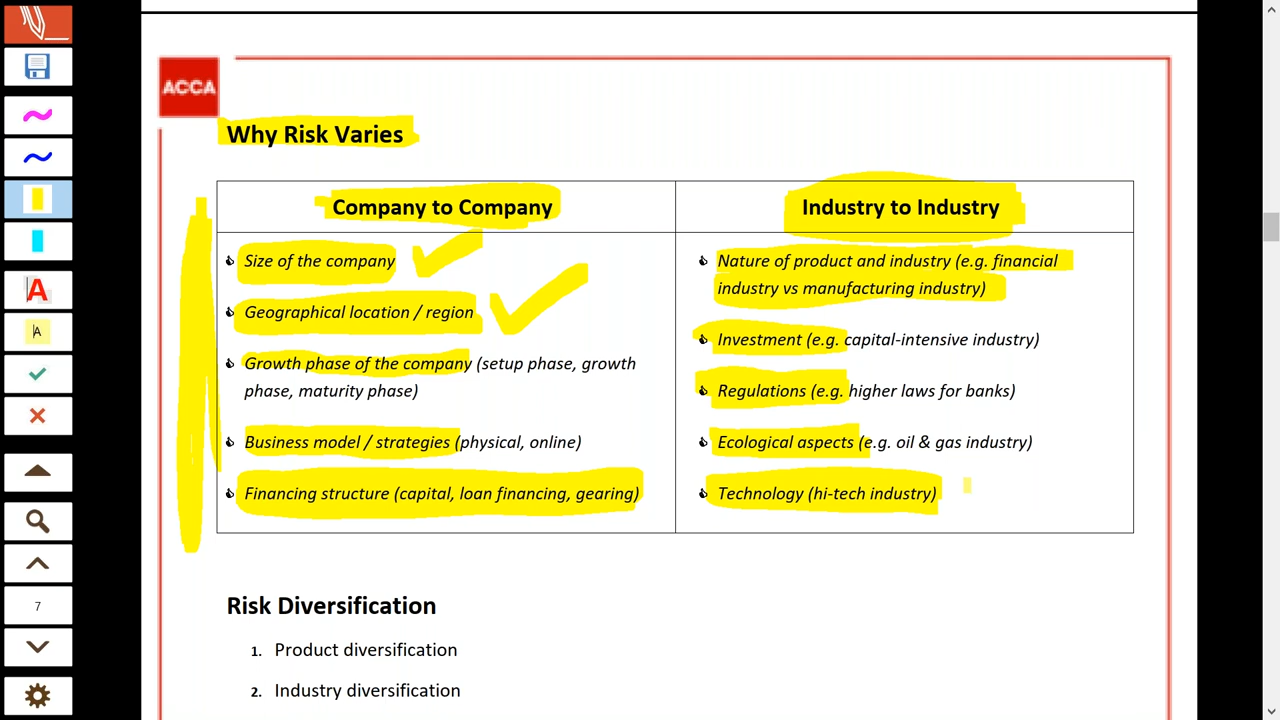 ACCA
Why Risk Varies
Company to Company
Industry to Industry
Size of the company
Geographical location / region
Growth phase of the company (setup phase, growth
phase, maturity phase)
Business model / strategies (physical, online)
Financing structure (capital, loan financing, gearing)
Nature of product and industry (e.g. financial
industry vs manufacturing industry)
Investment (e.g. capital-intensive industry)
Regulations (e.g. higher laws for banks)
Ecological aspects (e.g. oil & gas industry)
Technology (hi-tech industry)
Risk Diversification
1. Product diversification
2. Industry diversification
A
A
7